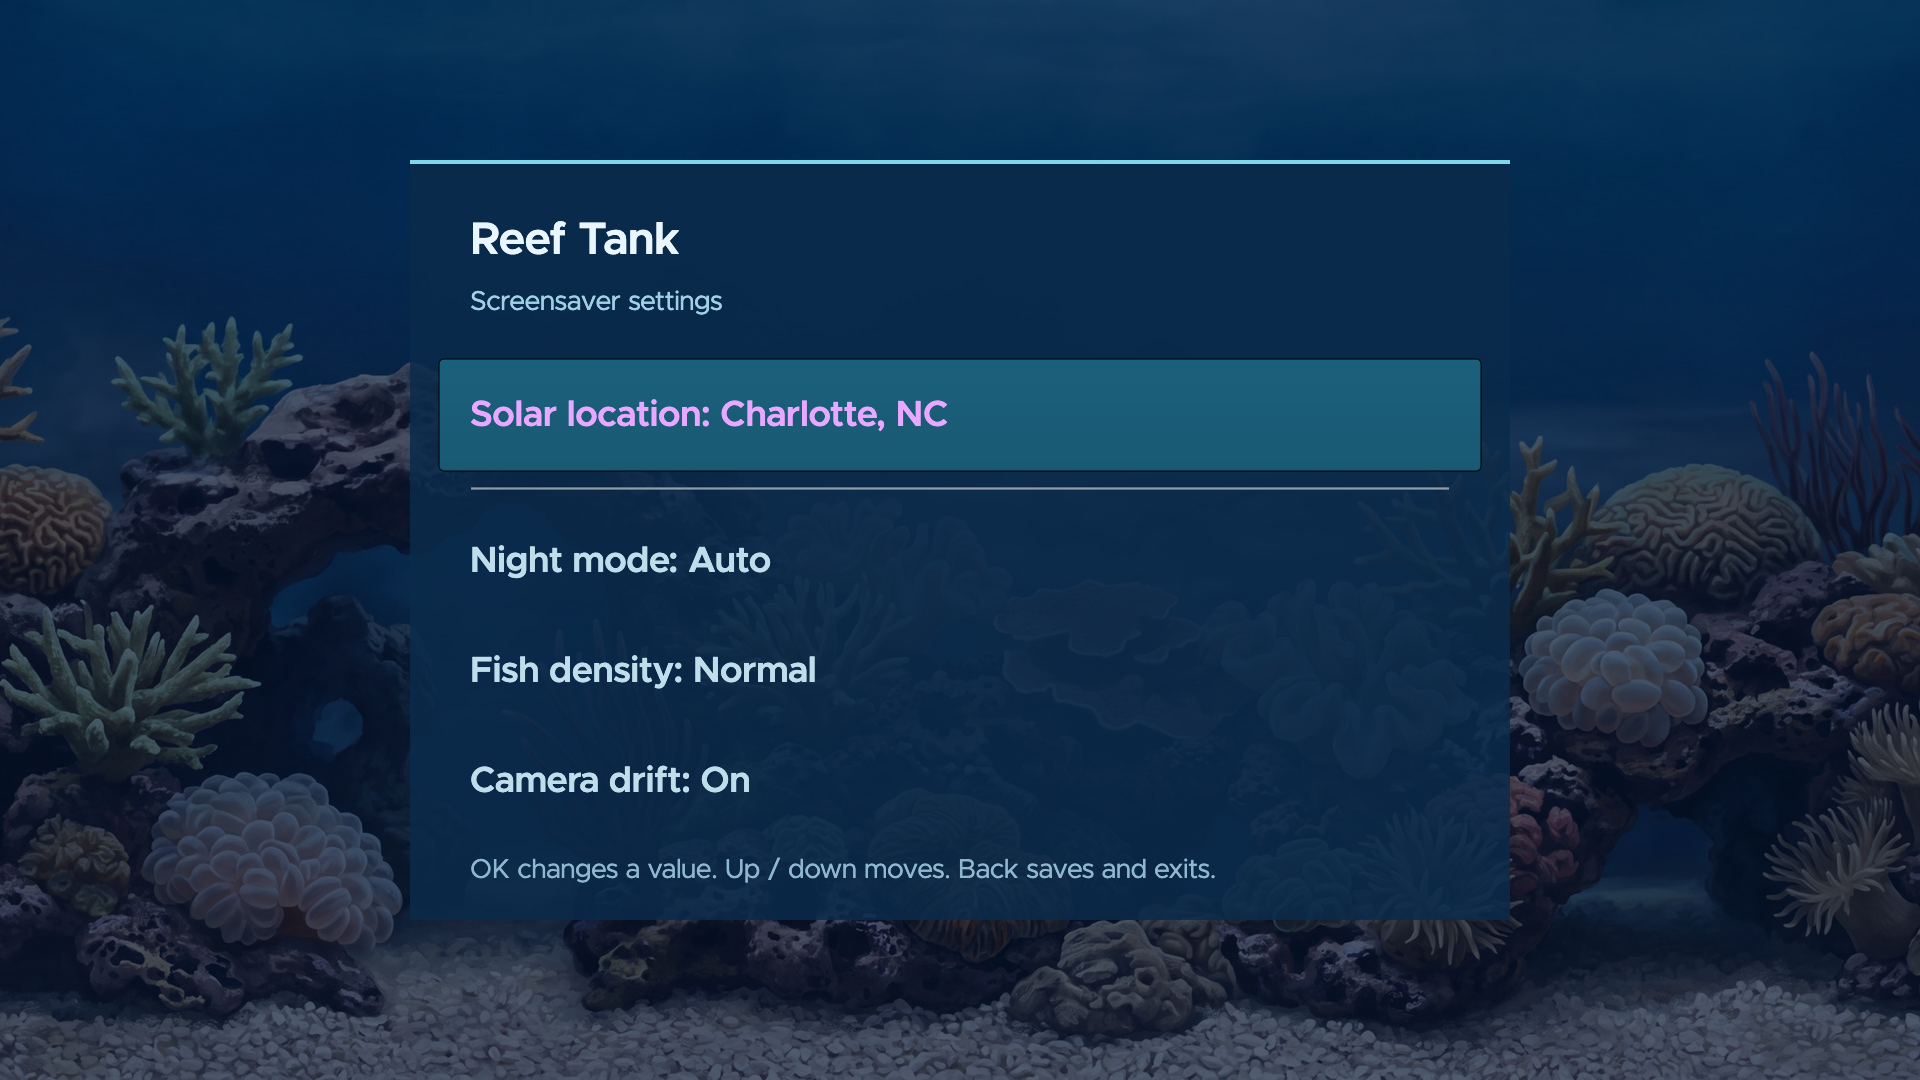 Reef Tank
Screensaver settings
Solar location: Charlotte, NC
Night mode: Auto
Fish density: Normal
Camera drift: On
OK changes a value. Up / down moves. Back saves and exits.